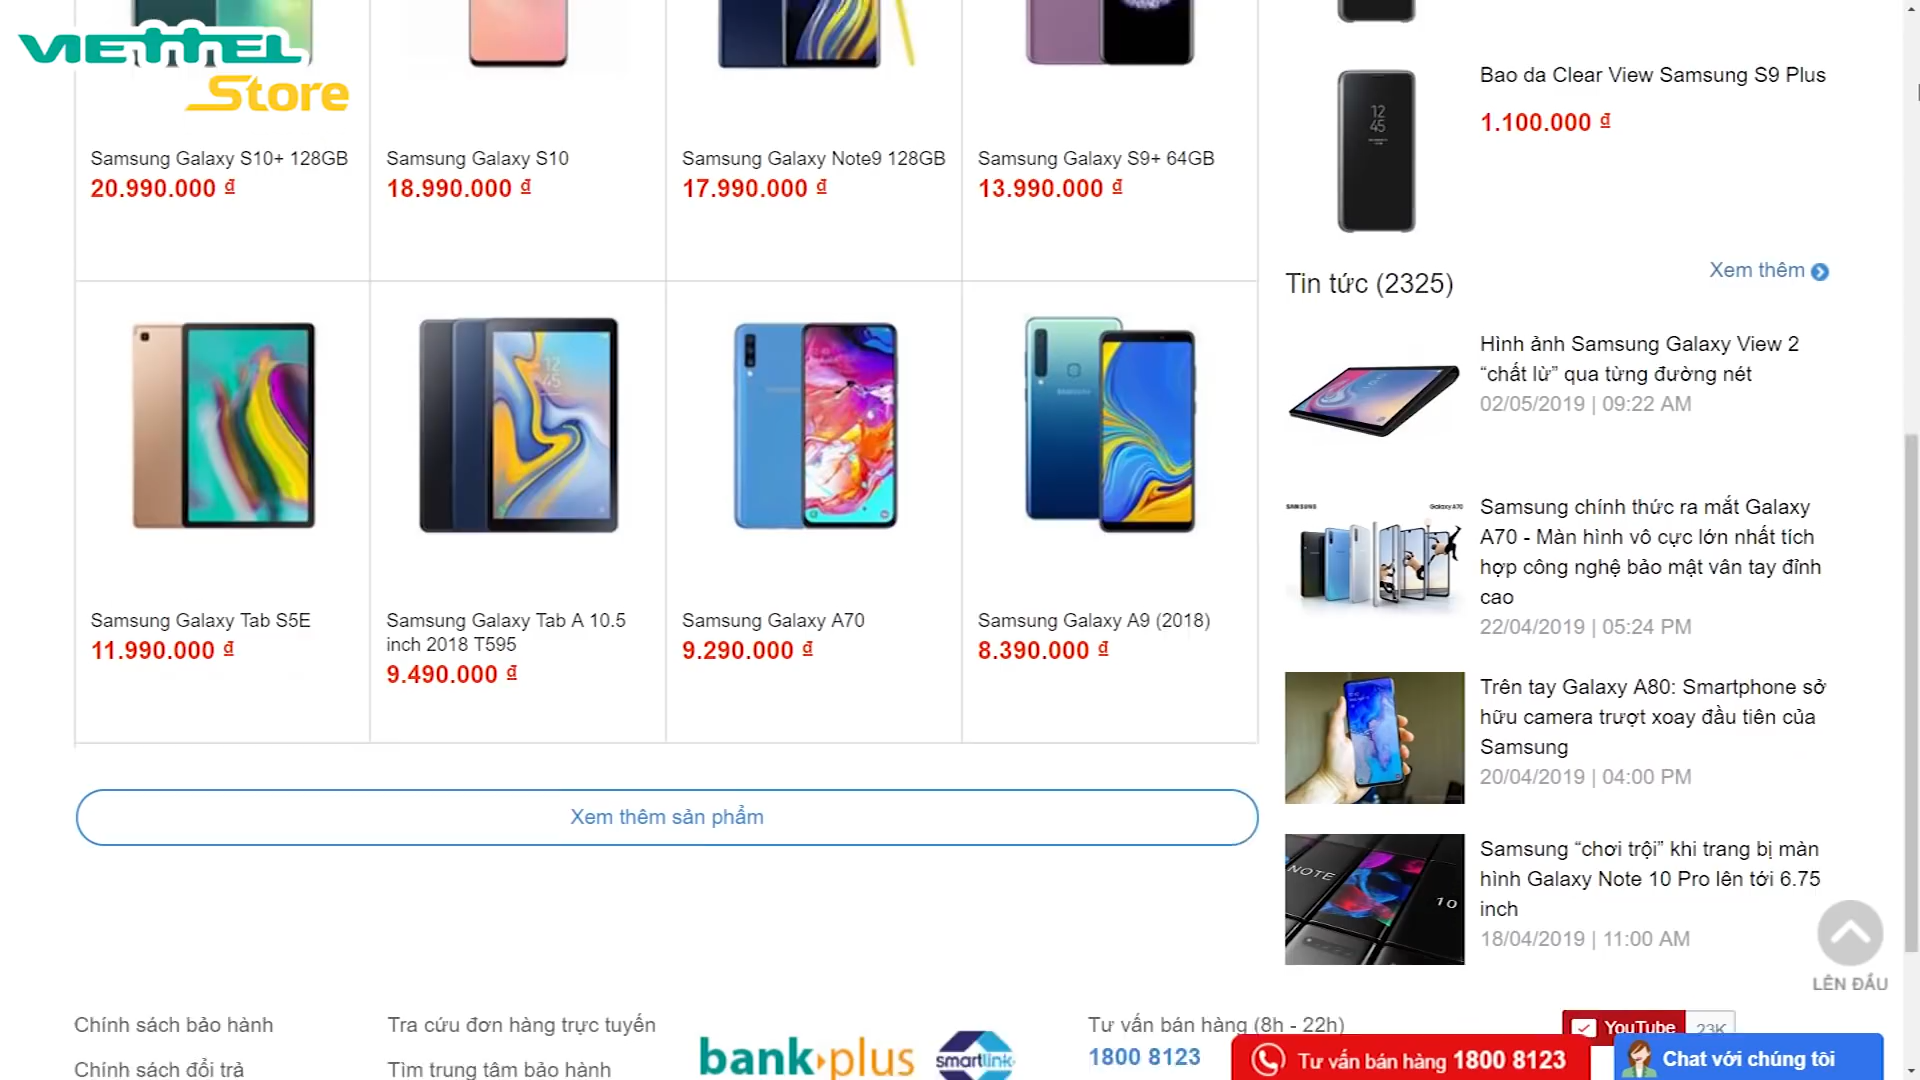 VIETTEL
Store
Samsung Galaxy S10+ 128GB
20.990.000 ₫
Samsung Galaxy S10
18.990.000 ₫
Samsung Galaxy Note9 128GB
17.990.000 ₫
Samsung Galaxy S9+ 64GB
13.990.000 ₫
Samsung Galaxy Tab S5E
11.990.000 ₫
Samsung Galaxy Tab A 10.5
inch 2018 T595
9.490.000 ₫
Samsung Galaxy A70
9.290.000 ₫
Samsung Galaxy A9 (2018)
8.390.000 ₫
Xem thêm sản phẩm
12
45
Bao da Clear View Samsung S9 Plus
1.100.000 ₫
Tin tức (2325)
Xem thêm
Hình ảnh Samsung Galaxy View 2
“chất lừ” qua từng đường nét
02/05/2019 | 09:22 AM
SAMSUNG
Galaxy A70
Samsung chính thức ra mắt Galaxy
A70 - Màn hình vô cực lớn nhất tích
hợp công nghệ bảo mật vân tay đỉnh
cao
22/04/2019 | 05:24 PM
Trên tay Galaxy A80: Smartphone sở
hữu camera trượt xoay đầu tiên của
Samsung
20/04/2019 | 04:00 PM
NOTE
10
Samsung “chơi trội” khi trang bị màn
hình Galaxy Note 10 Pro lên tới 6.75
inch
18/04/2019 | 11:00 AM
LÊN ĐẦU
Chính sách bảo hành
Chính sách đổi trả
Tra cứu đơn hàng trực tuyến
Tìm trung tâm bảo hành
bankplus
smartlink
Tư vấn bán hàng (8h - 22h)
1800 8123
YouTube
23K
Tư vấn bán hàng 1800 8123
Chat với chúng tôi